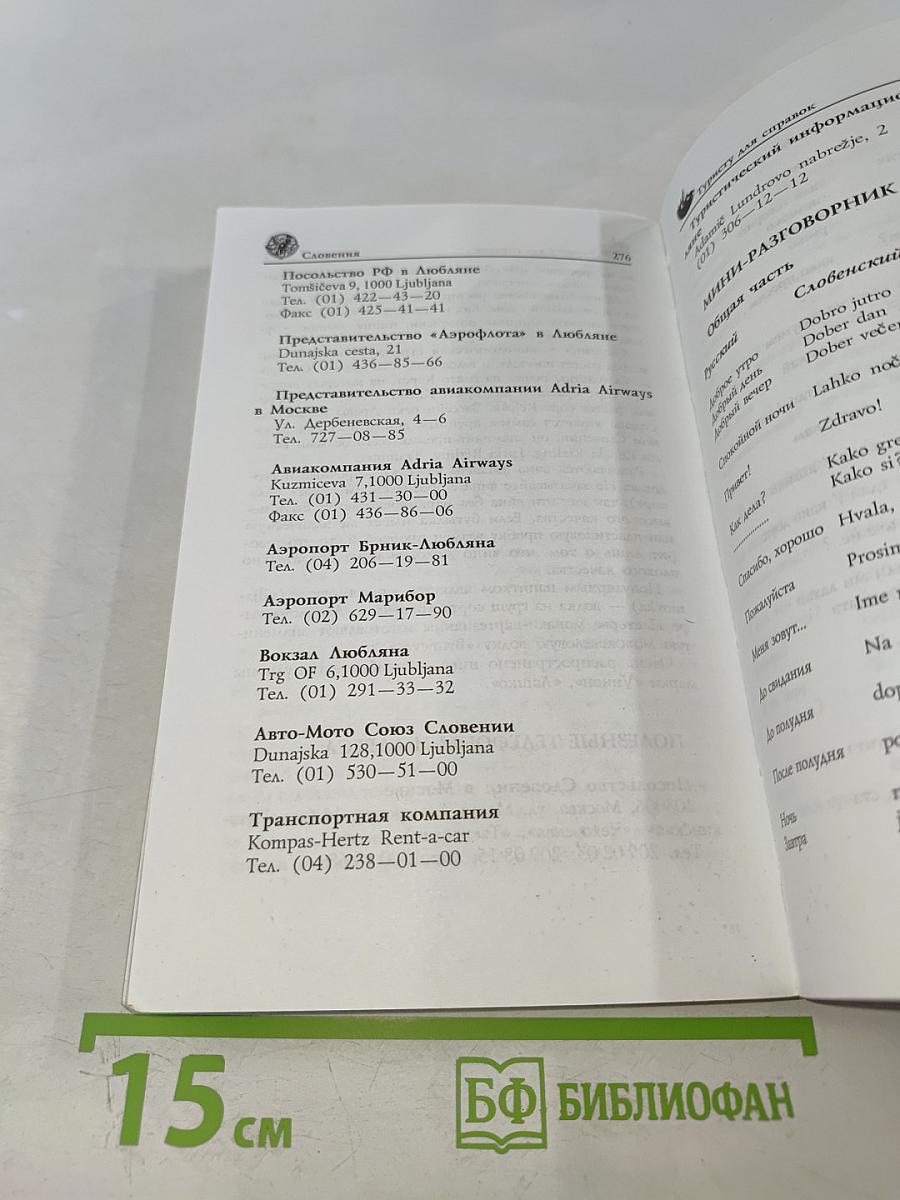 Словения
276
Посольство РФ в Любляне
Tomšičeva 9, 1000 Ljubljana
Тел. (01) 422—43—20
Факс (01) 425—41—41
Представительство «Аэрофлота» в Любляне
Dunajska cesta, 21
Тел. (01) 436—85—66
Представительство авиакомпании Adria Airways
в Москве
Ул. Дербеневская, 4—6
Тел. 727—08—85
Авиакомпания Adria Airways
Kuzmiceva 7,1000 Ljubljana
Тел. (01) 431—30—00
Факс (01) 436—86—06
Аэропорт Брник-Любляна
Тел. (04) 206—19—81
Аэропорт Марибор
Тел. (02) 629—17—90
Вокзал Любляна
Trg OF 6,1000 Ljubljana
Тел. (01) 291—33—32
Авто-Мото Союз Словении
Dunajska 128,1000 Ljubljana
Тел. (01) 530—51—00
Транспортная компания
Kompas-Hertz Rent-a-car
Тел. (04) 238—01—00
Туристу для справок
Туристический
Adamič Lundrovo nabrežje, 2
(01) 306—12—12
МИНИ-РАЗГОВОРНИК
Общая часть
Русский Словенский
Доброе утро Dobro jutro
Добрый день Dober dan
Добрый вечер Dober večer
Спокойной ночи Lahko noč
Привет! Zdravo!
Как дела? Kako gre
.............. Kako si?
Спасибо, хорошо Hvala,
Пожалуйста Prosim
Меня зовут... Ime
До свидания Na
До полудня dop
После полудня po
Ночь
Завтра
15 см
БФ БИБЛИОФАН